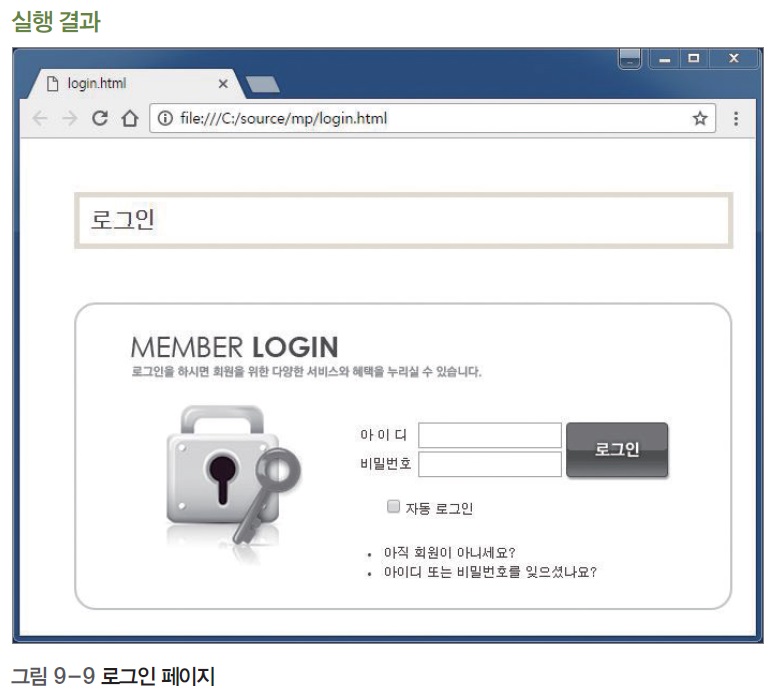 실행 결과
login.html
file:///C:/source/mp/login.html
로그인
MEMBER LOGIN
로그인을 하시면 회원을 위한 다양한 서비스와 혜택을 누리실 수 있습니다.
아 이 디
비밀번호
로그인
자동 로그인
• 아직 회원이 아니세요?
• 아이디 또는 비밀번호를 잊으셨나요?
그림 9-9 로그인 페이지